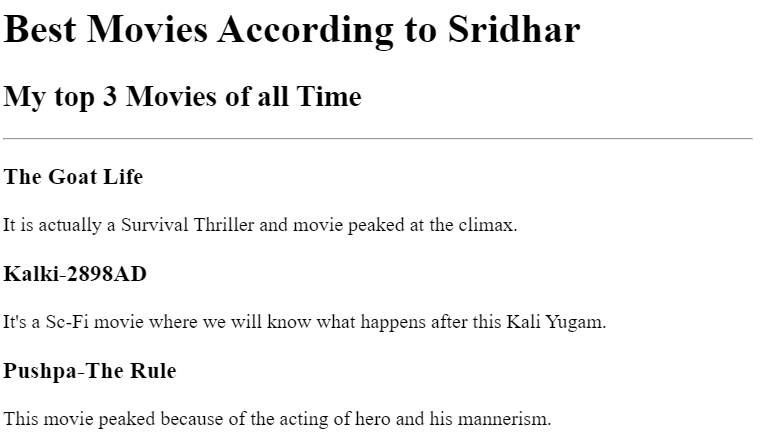 Best Movies According to Sridhar
My top 3 Movies of all Time
The Goat Life
It is actually a Survival Thriller and movie peaked at the climax.
Kalki-2898AD
It's a Sc-Fi movie where we will know what happens after this Kali Yugam.
Pushpa-The Rule
This movie peaked because of the acting of hero and his mannerism.